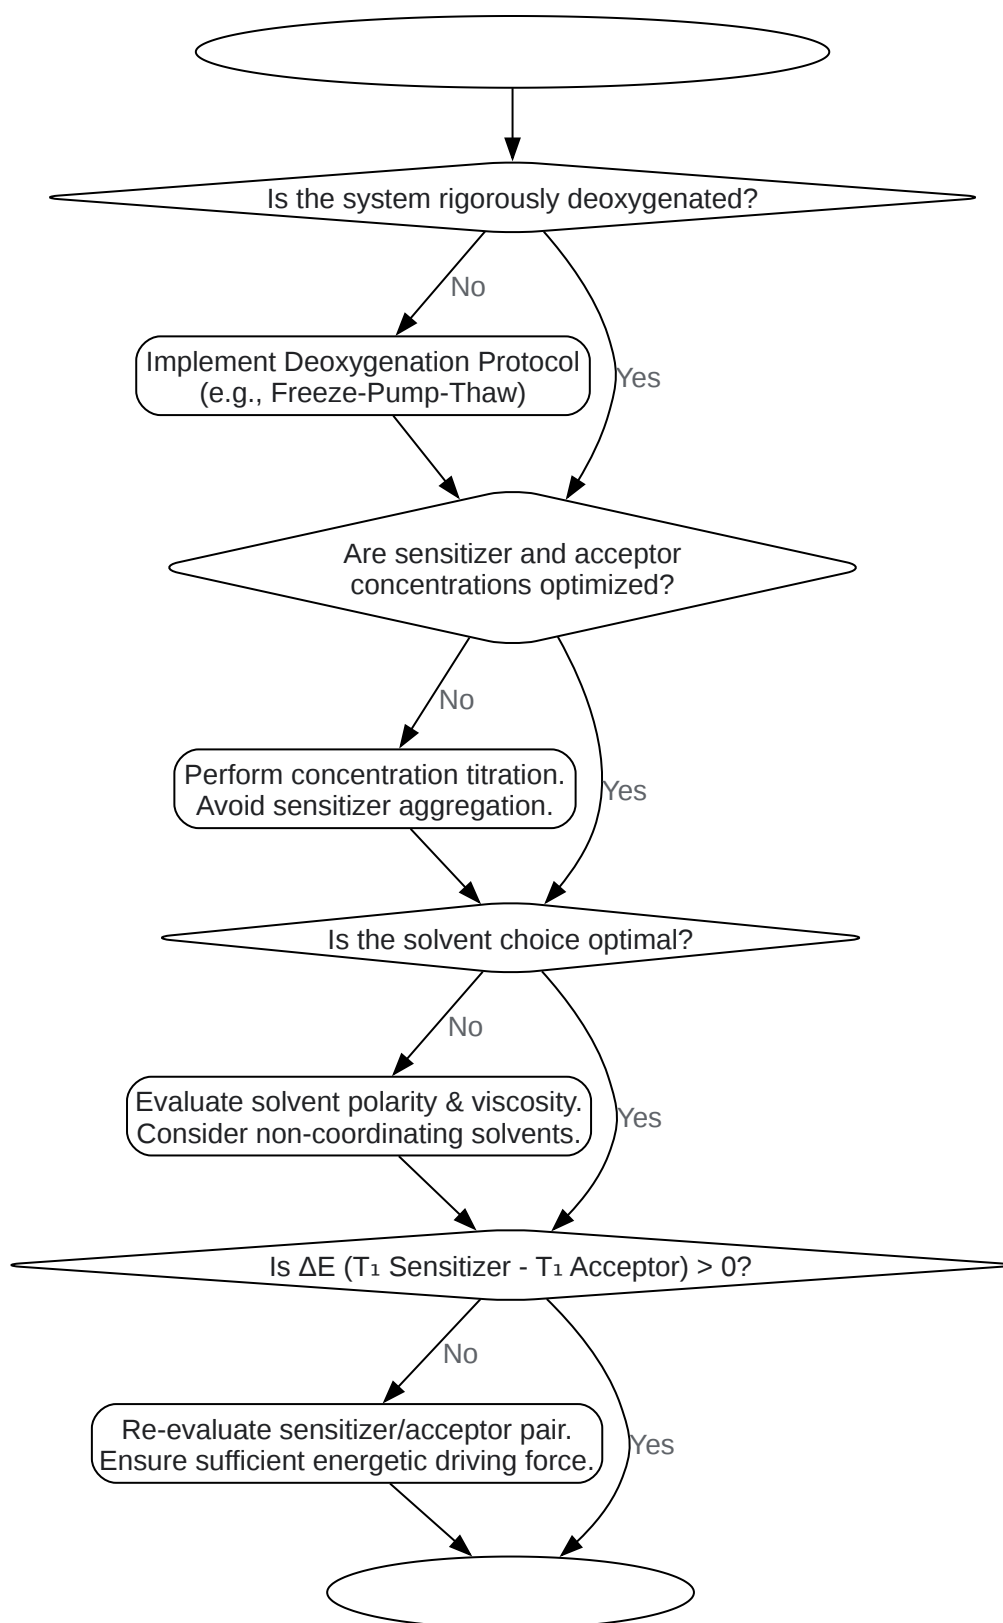 Is the system rigorously deoxygenated?
No
Implement Deoxygenation Protocol
(e.g., Freeze-Pump-Thaw)
Yes
Are sensitizer and acceptor
concentrations optimized?
No
Perform concentration titration.
Avoid sensitizer aggregation.
Yes
Is the solvent choice optimal?
No
Evaluate solvent polarity & viscosity.
Consider non-coordinating solvents.
Yes
Is ΔE (T₁ Sensitizer - T₁ Acceptor) > 0?
No
Re-evaluate sensitizer/acceptor pair.
Ensure sufficient energetic driving force.
Yes